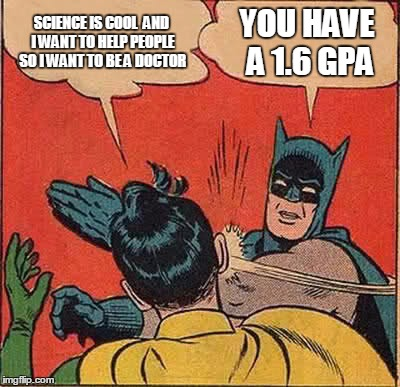 SCIENCE IS COOL AND
I WANT TO HELP PEOPLE
SO I WANT TO BE A DOCTOR
YOU HAVE
A 1.6 GPA
imgflip.com